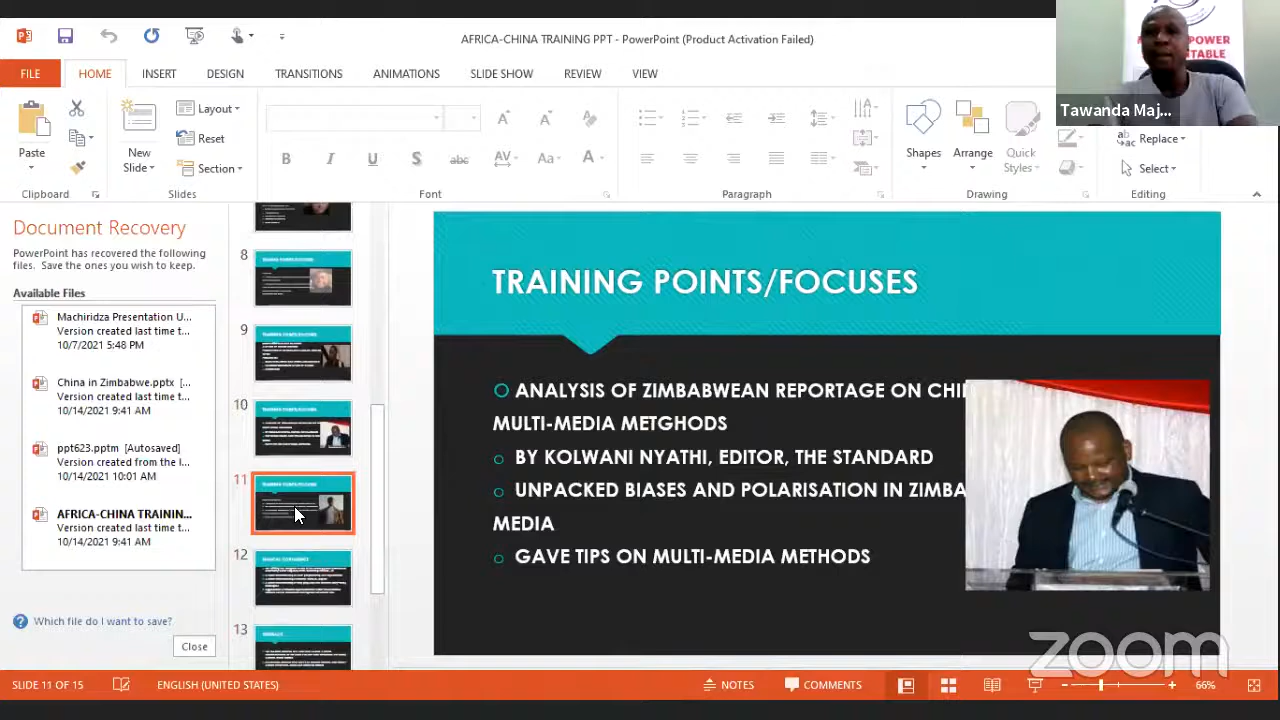 AFRICA-CHINA TRAINING PPT - PowerPoint (Product Activation Failed)
FILE
HOME
INSERT
DESIGN
TRANSITIONS
ANIMATIONS
SLIDE SHOW
REVIEW
VIEW
POWER
TABLE
Tawanda Maj...
Paste
New
Slide
Layout
Reset
Section
B I U S abc AV Aa A
Shapes
Arrange
Quick
Styles
Replace
Select
Clipboard
Slides
Font
Paragraph
Drawing
Editing
Document Recovery
PowerPoint has recovered the following
files. Save the ones you wish to keep.
Available Files
Machiridza Presentation U...
Version created last time t...
10/7/2021 5:48 PM
China in Zimbabwe.pptx [...
Version created last time t...
10/14/2021 9:41 AM
ppt623.pptm [Autosaved]
Version created from the l...
10/14/2021 10:01 AM
AFRICA-CHINA TRAININ...
Version created last time t...
10/14/2021 9:41 AM
Which file do I want to save?
Close
8
9
10
11
12
13
TRAINING PONTS/FOCUSES
ANALYSIS OF ZIMBABWEAN REPORTAGE ON CHIN
MULTI-MEDIA METGHODS
BY KOLWANI NYATHI, EDITOR, THE STANDARD
UNPACKED BIASES AND POLARISATION IN ZIMBA
MEDIA
GAVE TIPS ON MULTI-MEDIA METHODS
zoom
SLIDE 11 OF 15
ENGLISH (UNITED STATES)
NOTES
COMMENTS
66%